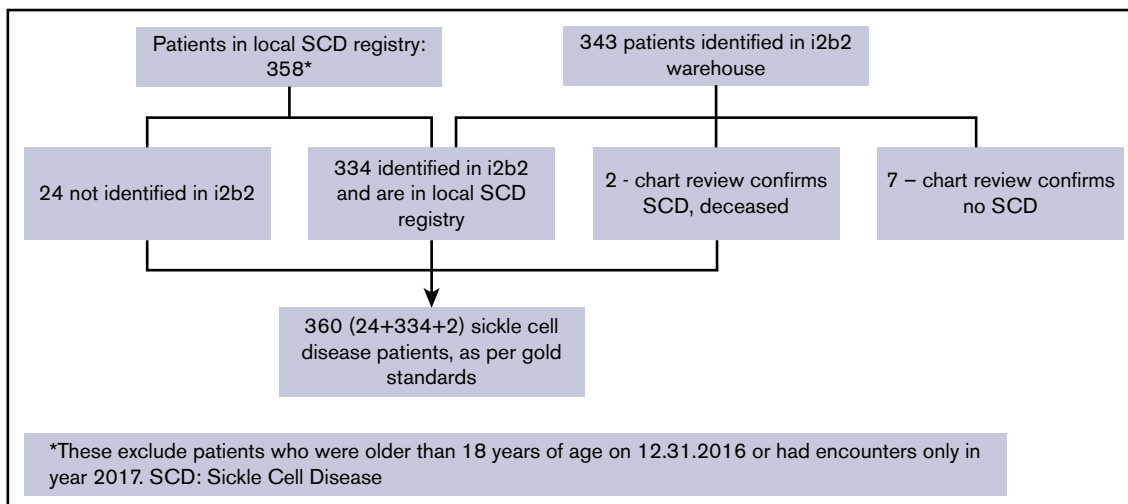 Patients in local SCD registry:
358*
343 patients identified in i2b2
warehouse
24 not identified in i2b2
334 identified in i2b2
and are in local SCD
registry
2 - chart review confirms
SCD, deceased
7 – chart review confirms
no SCD
360 (24+334+2) sickle cell
disease patients, as per gold
standards
*These exclude patients who were older than 18 years of age on 12.31.2016 or had encounters only in
year 2017. SCD: Sickle Cell Disease